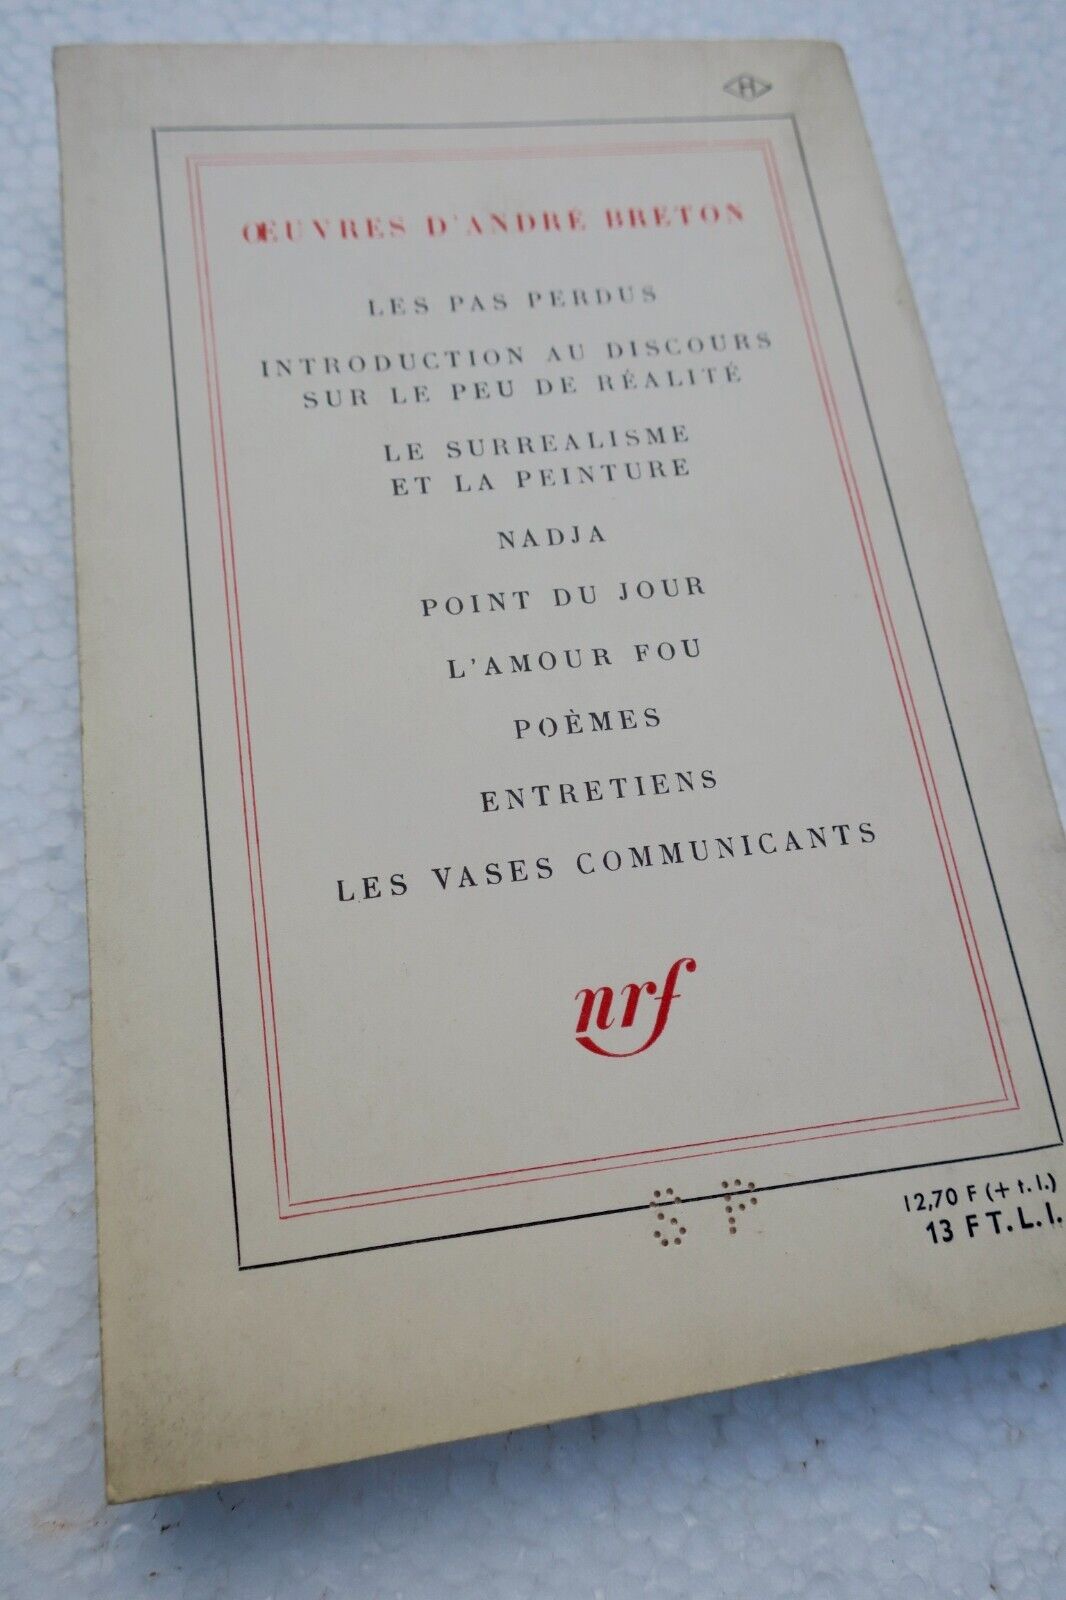 H
ŒUVRES D'ANDRÉ BRETON
LES PAS PERDUS
INTRODUCTION AU DISCOURS
SUR LE PEU DE RÉALITÉ
LE SURREALISME
ET LA PEINTURE
NADJA
POINT DU JOUR
L'AMOUR FOU
POÈMES
ENTRETIENS
LES VASES COMMUNICANTS
nrf
S P
12,70 F (+ t.l.)
13 F T.L.I.